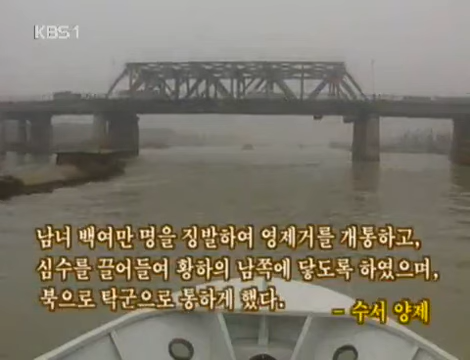 KBS1
남녀 백여만 명을 징발하여 영제거를 개통하고,
심수를 끌어들여 황하의 남쪽에 닿도록 하였으며,
북으로 탁군으로 통하게 했다.
- 수서 양제